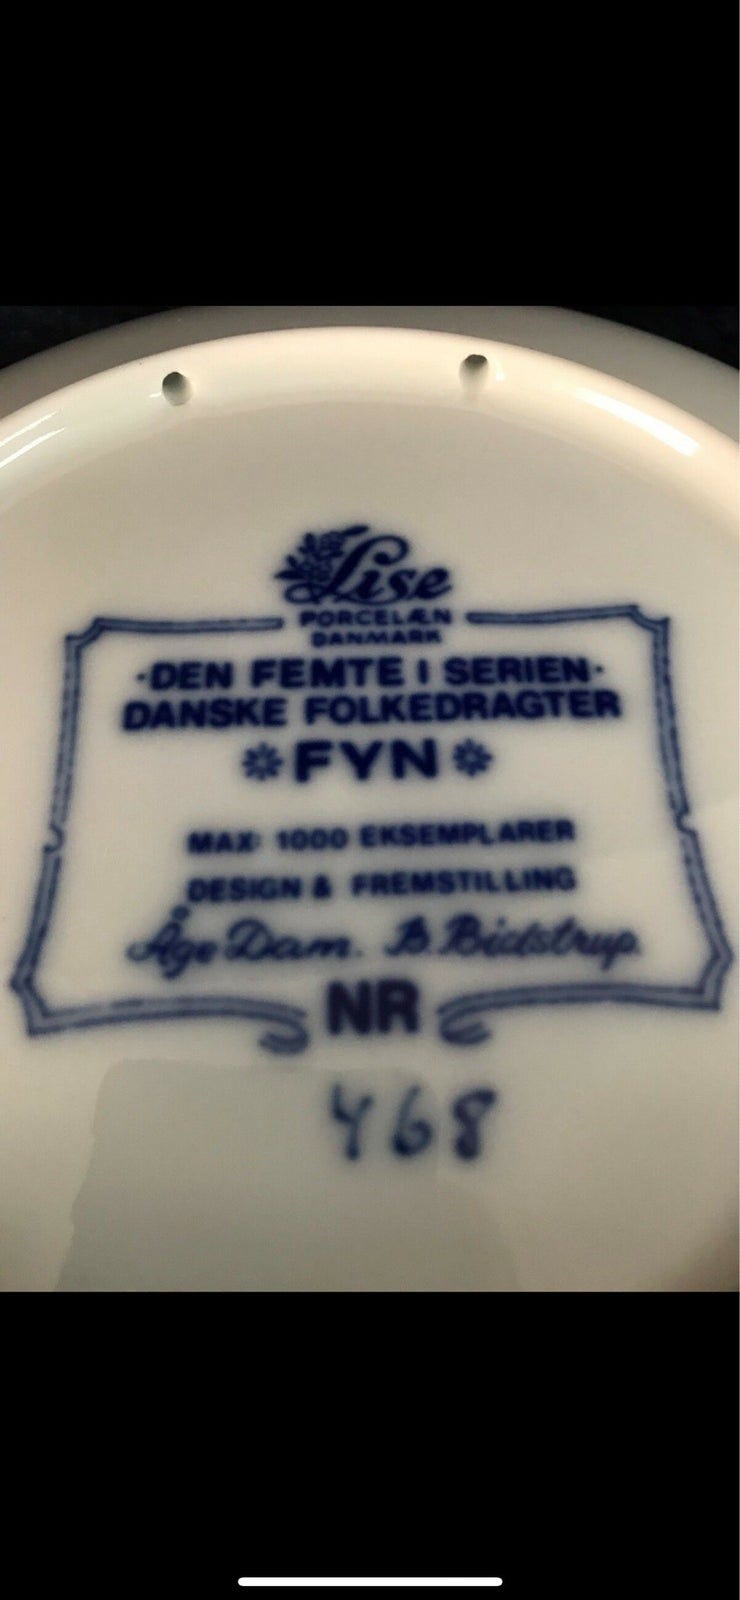 Lise
PORCELÆN
DANMARK
·DEN FEMTE I SERIEN·
DANSKE FOLKEDRAGTER
* FYN *
MAX: 1000 EKSEMPLARER
DESIGN & FREMSTILLING
Åge Dam. B. Bidstrup.
NR
468